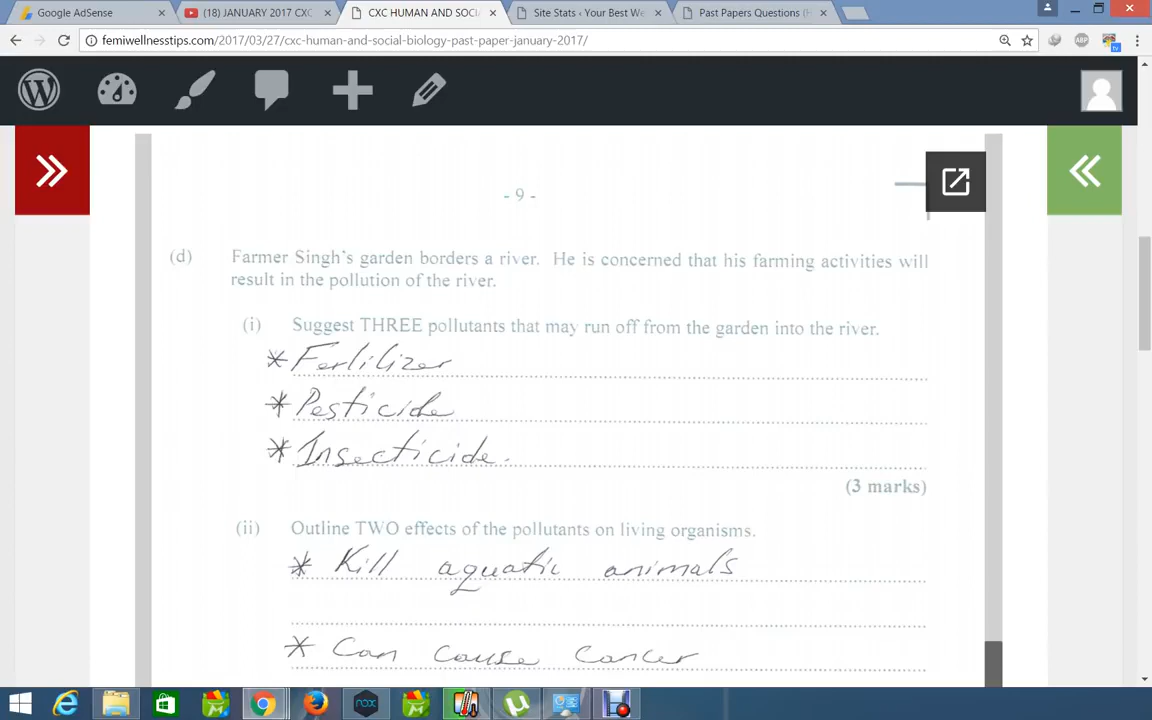 Google AdSense
(18) JANUARY 2017 CXC
CXC HUMAN AND SOCI
Site Stats ‹ Your Best We
Past Papers Questions (H
femiwellnesstips.com/2017/03/27/cxc-human-and-social-biology-past-paper-january-2017/
ABP
tv
- 9 -
(d) Farmer Singh's garden borders a river. He is concerned that his farming activities will
result in the pollution of the river.
(i) Suggest THREE pollutants that may run off from the garden into the river.
* Fertilizer
* Pesticide
* Insecticide.
(3 marks)
(ii) Outline TWO effects of the pollutants on living organisms.
* Kill aquatic animals
* Can cause cancer
nox